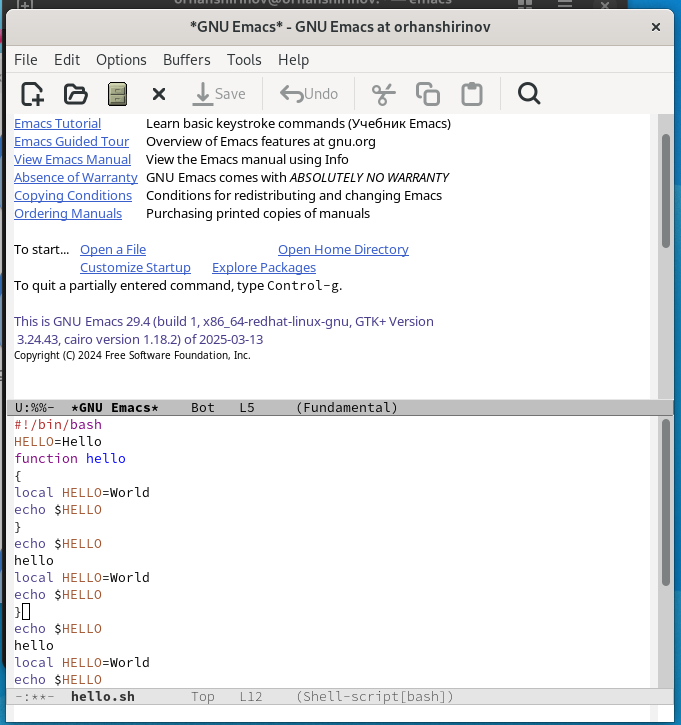 orhanshirinov@orhanshirinov: — emacs
*GNU Emacs* - GNU Emacs at orhanshirinov
File Edit Options Buffers Tools Help
Save Undo
Emacs Tutorial Learn basic keystroke commands (Учебник Emacs)
Emacs Guided Tour Overview of Emacs features at gnu.org
View Emacs Manual View the Emacs manual using Info
Absence of Warranty GNU Emacs comes with ABSOLUTELY NO WARRANTY
Copying Conditions Conditions for redistributing and changing Emacs
Ordering Manuals Purchasing printed copies of manuals
To start... Open a File Open Home Directory
Customize Startup Explore Packages
To quit a partially entered command, type Control-g.
This is GNU Emacs 29.4 (build 1, x86_64-redhat-linux-gnu, GTK+ Version
3.24.43, cairo version 1.18.2) of 2025-03-13
Copyright (C) 2024 Free Software Foundation, Inc.
U:%%- *GNU Emacs* Bot L5 (Fundamental)
#!/bin/bash
HELLO=Hello
function hello
{
local HELLO=World
echo $HELLO
}
echo $HELLO
hello
local HELLO=World
echo $HELLO
}
echo $HELLO
hello
local HELLO=World
echo $HELLO
-:**- hello.sh Top L12 (Shell-script[bash])